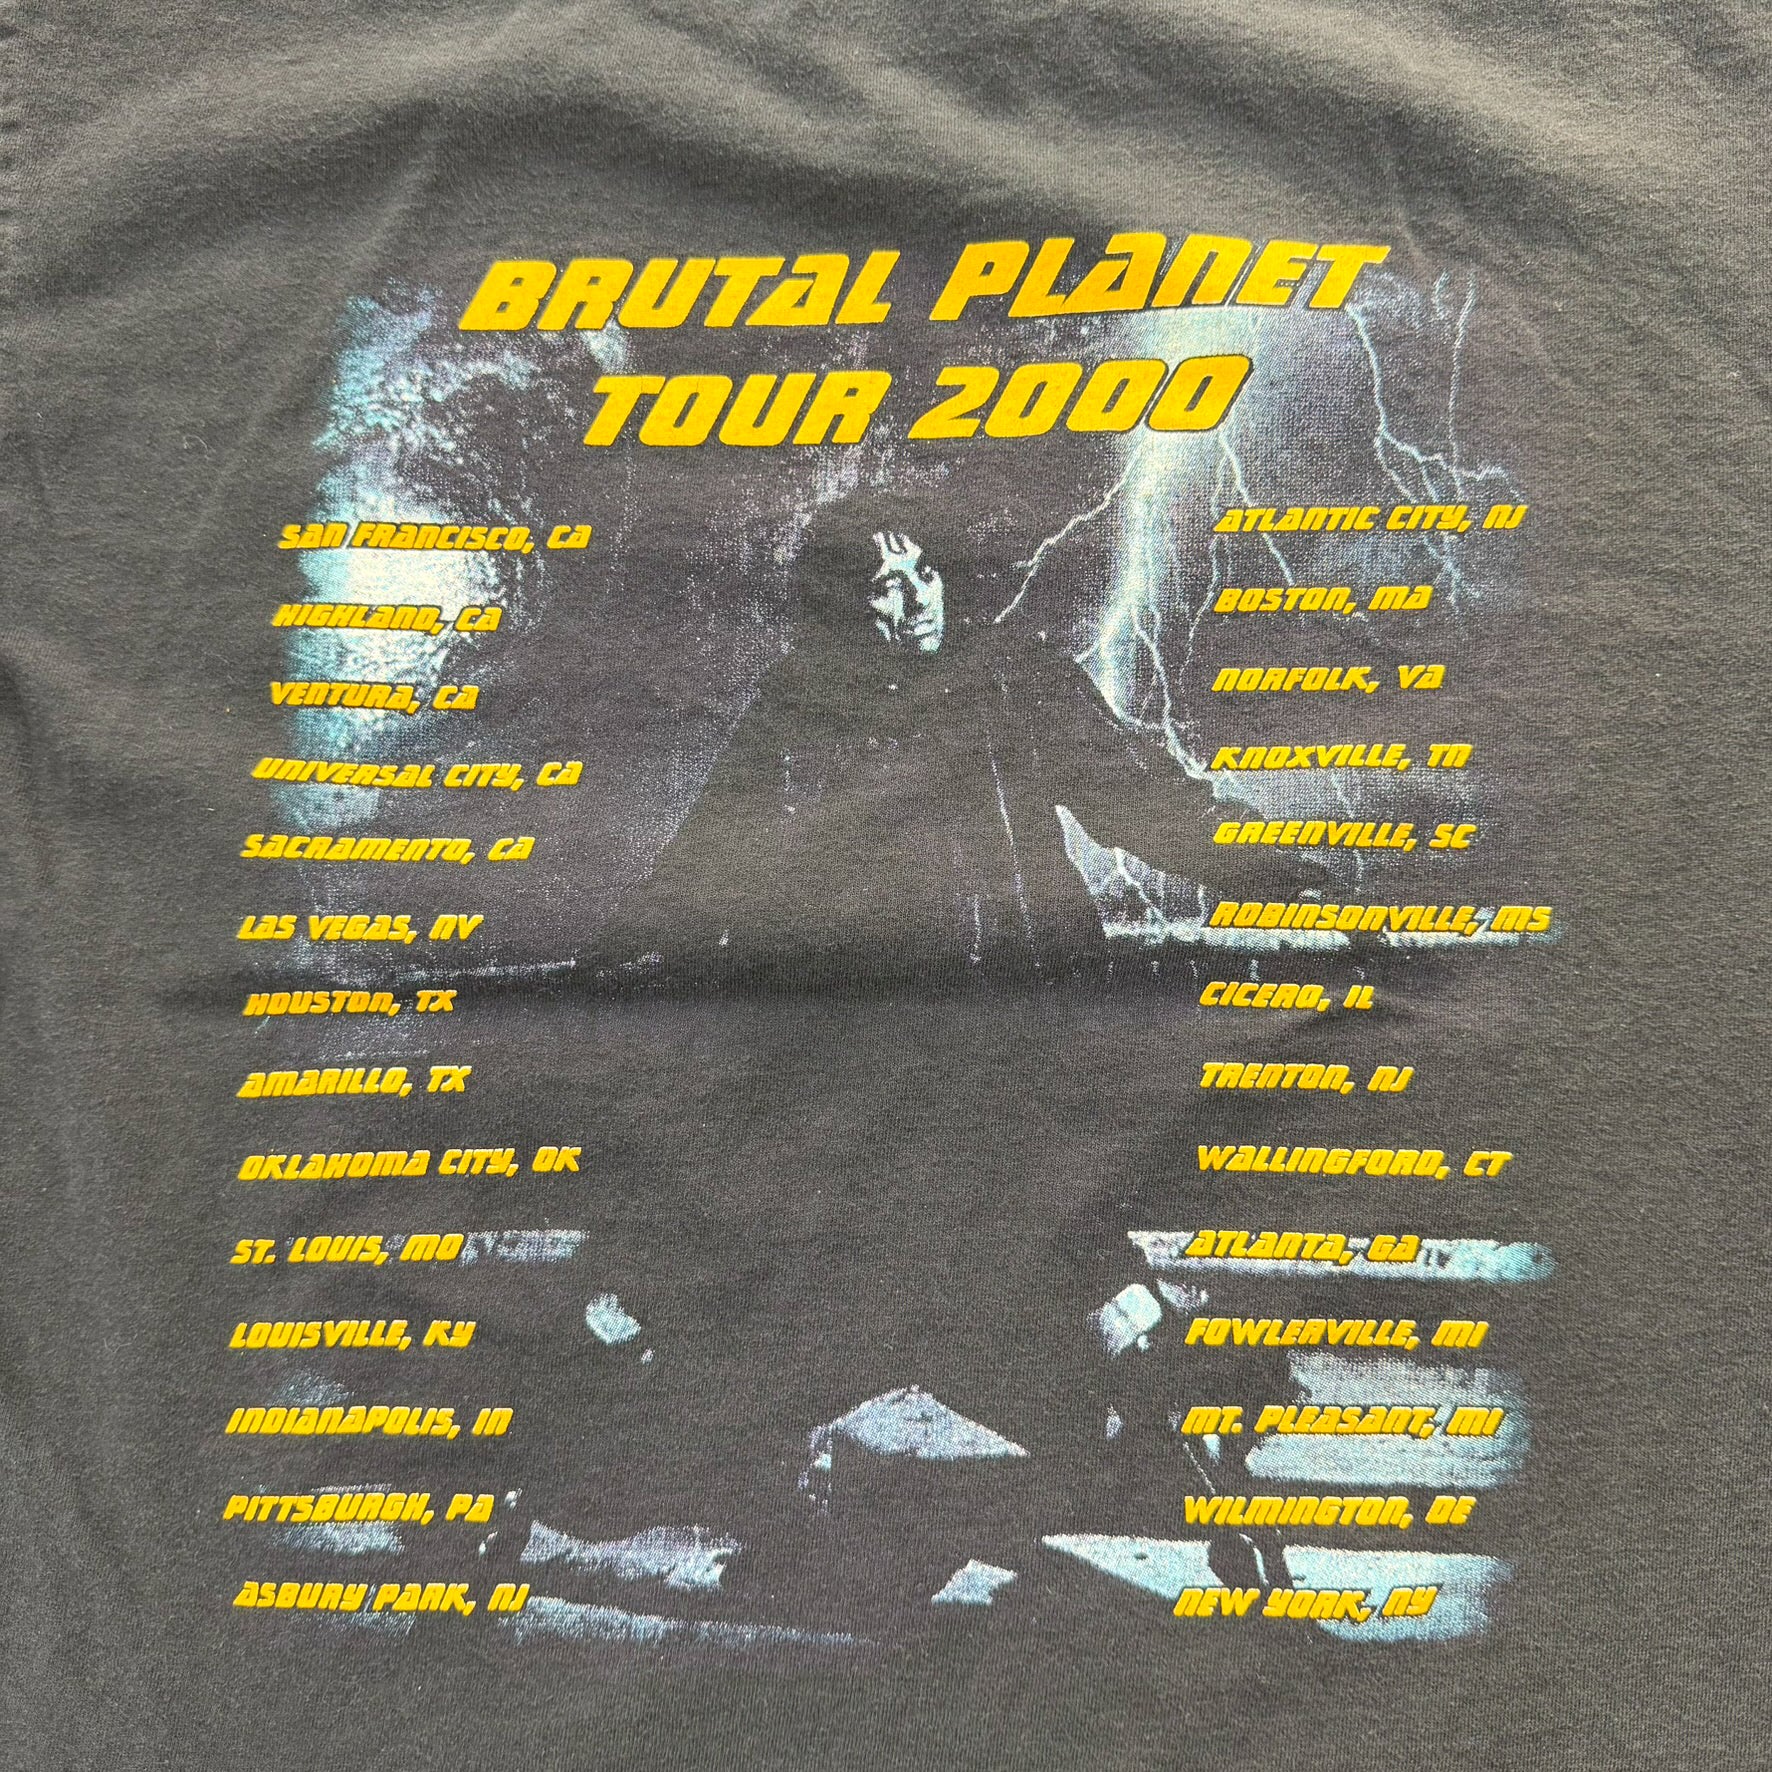 BRUTAL PLANET
TOUR 2000
SAN FRANCISCO, CA
HIGHLAND, CA
VENTURA, CA
UNIVERSAL CITY, CA
SACRAMENTO, CA
LAS VEGAS, NV
HOUSTON, TX
AMARILLO, TX
OKLAHOMA CITY, OK
ST. LOUIS, MO
LOUISVILLE, KY
INDIANAPOLIS, IN
PITTSBURGH, PA
ASBURY PARK, NJ
ATLANTIC CITY, NJ
BOSTON, MA
NORFOLK, VA
KNOXVILLE, TN
GREENVILLE, SC
ROBINSONVILLE, MS
CICERO, IL
TRENTON, NJ
WALLINGFORD, CT
ATLANTA, GA
FOWLERVILLE, MI
MT. PLEASANT, MI
WILMINGTON, DE
NEW YORK, NY